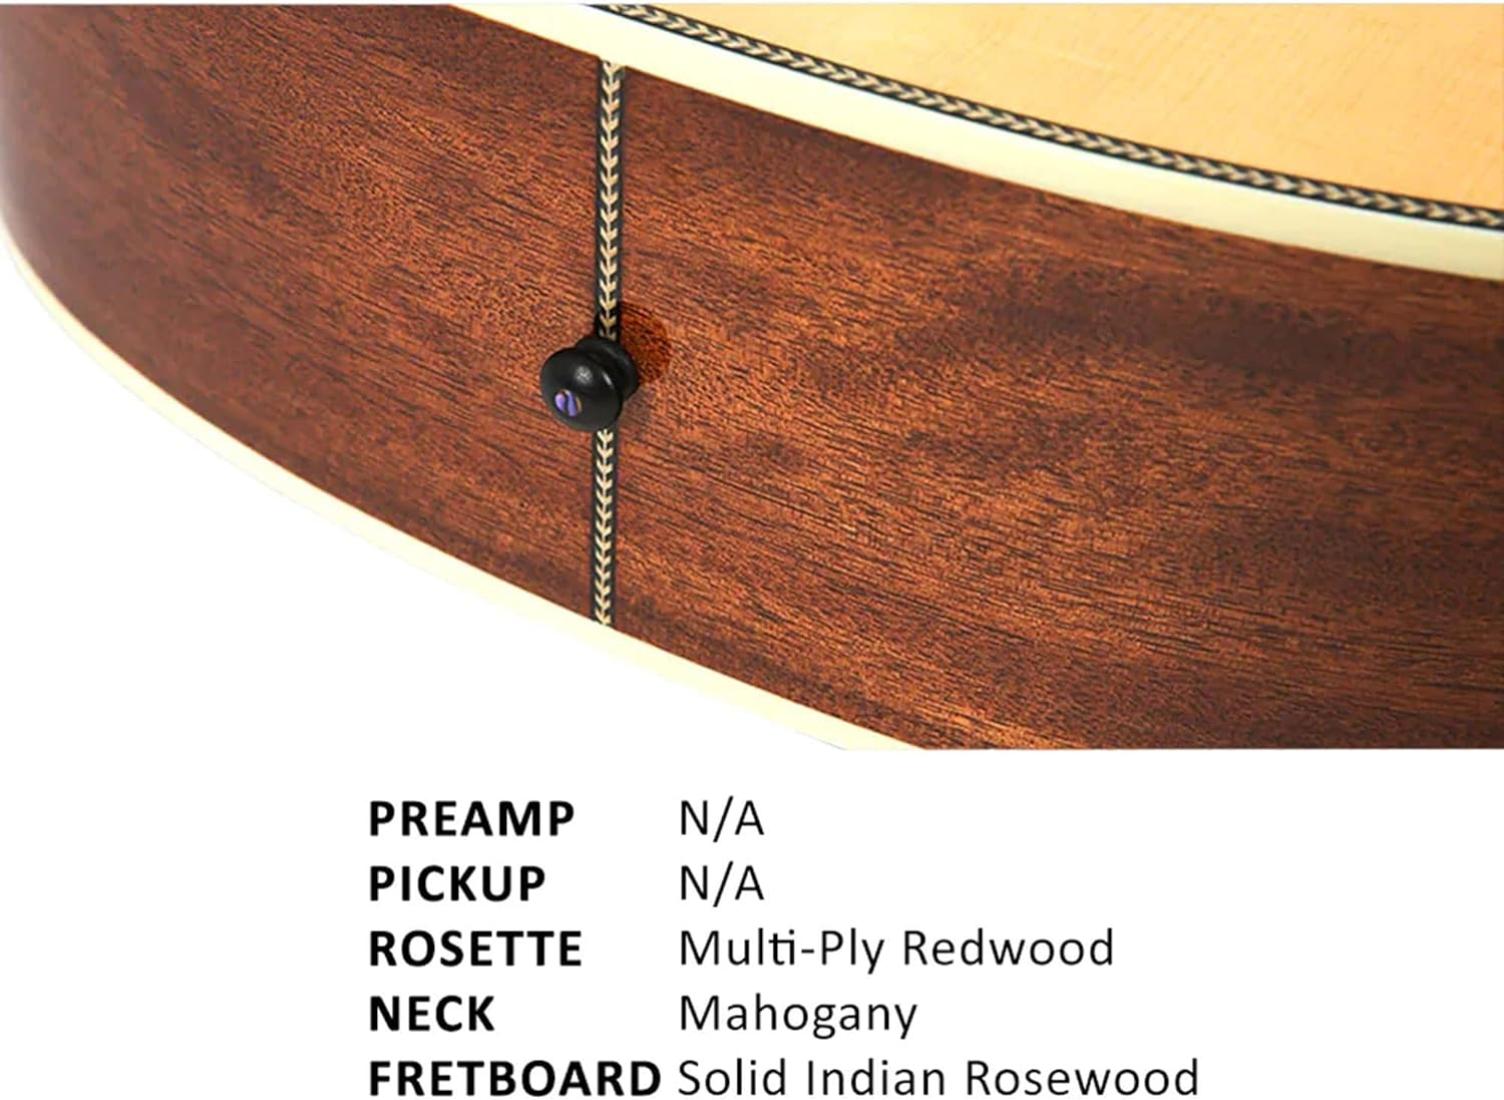 PREAMP N/A
PICKUP N/A
ROSETTE Multi-Ply Redwood
NECK Mahogany
FRETBOARD Solid Indian Rosewood